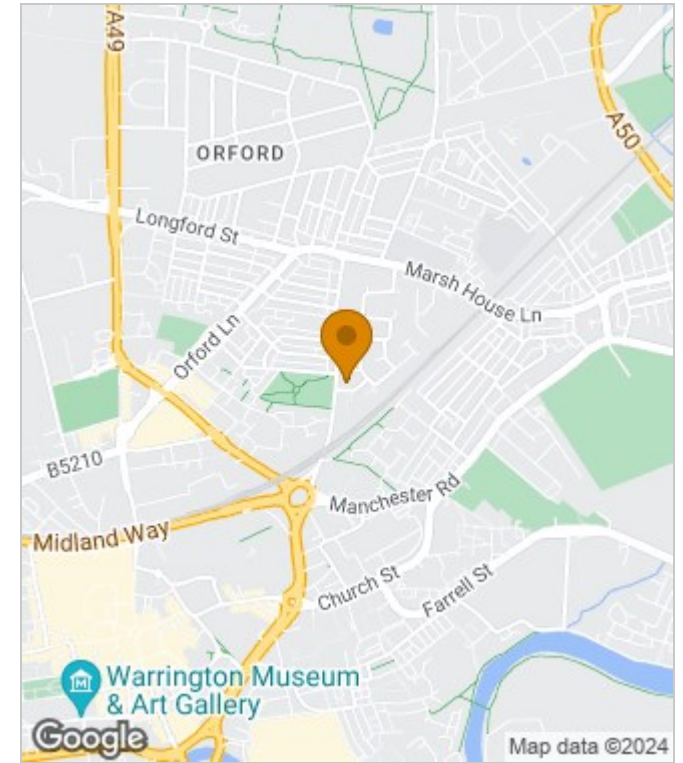 A49
A50
ORFORD
Longford St
Marsh House Ln
Orford Ln
B5210
Manchester Rd
Midland Way
Church St
Farrell St
Warrington Museum
& Art Gallery
Google
Map data ©2024